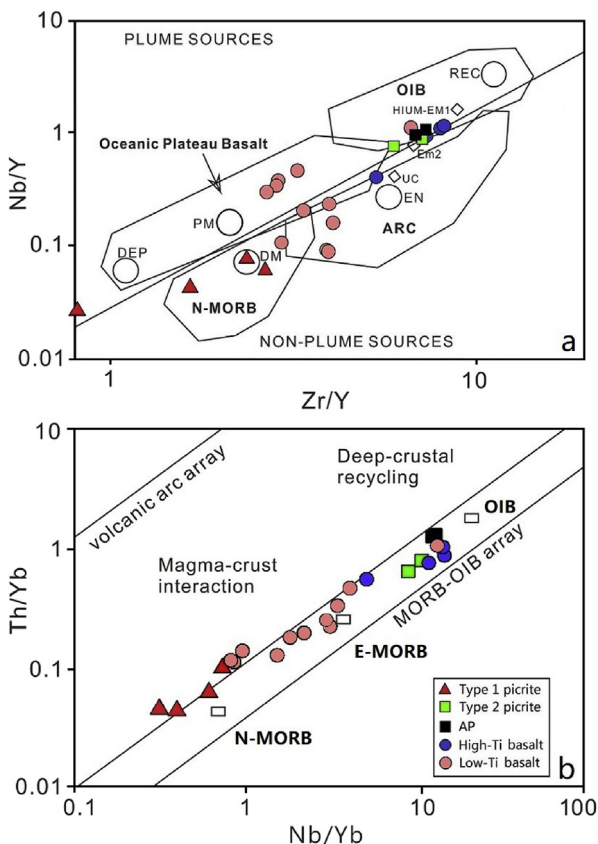 10
PLUME SOURCES
REC
OIB
HIUM-EM1
1
Oceanic Plateau Basalt
Em2
Nb/Y
UC
EN
PM
ARC
0.1
DEP
DM
N-MORB
NON-PLUME SOURCES
a
0.01
1
10
Zr/Y
10
volcanic arc array
Deep-crustal
recycling
OIB
1
MORB-OIB array
Magma-crust
interaction
Th/Yb
E-MORB
0.1
N-MORB
Type 1 picrite
Type 2 picrite
AP
High-Ti basalt
Low-Ti basalt
b
0.01
0.1
1
10
100
Nb/Yb